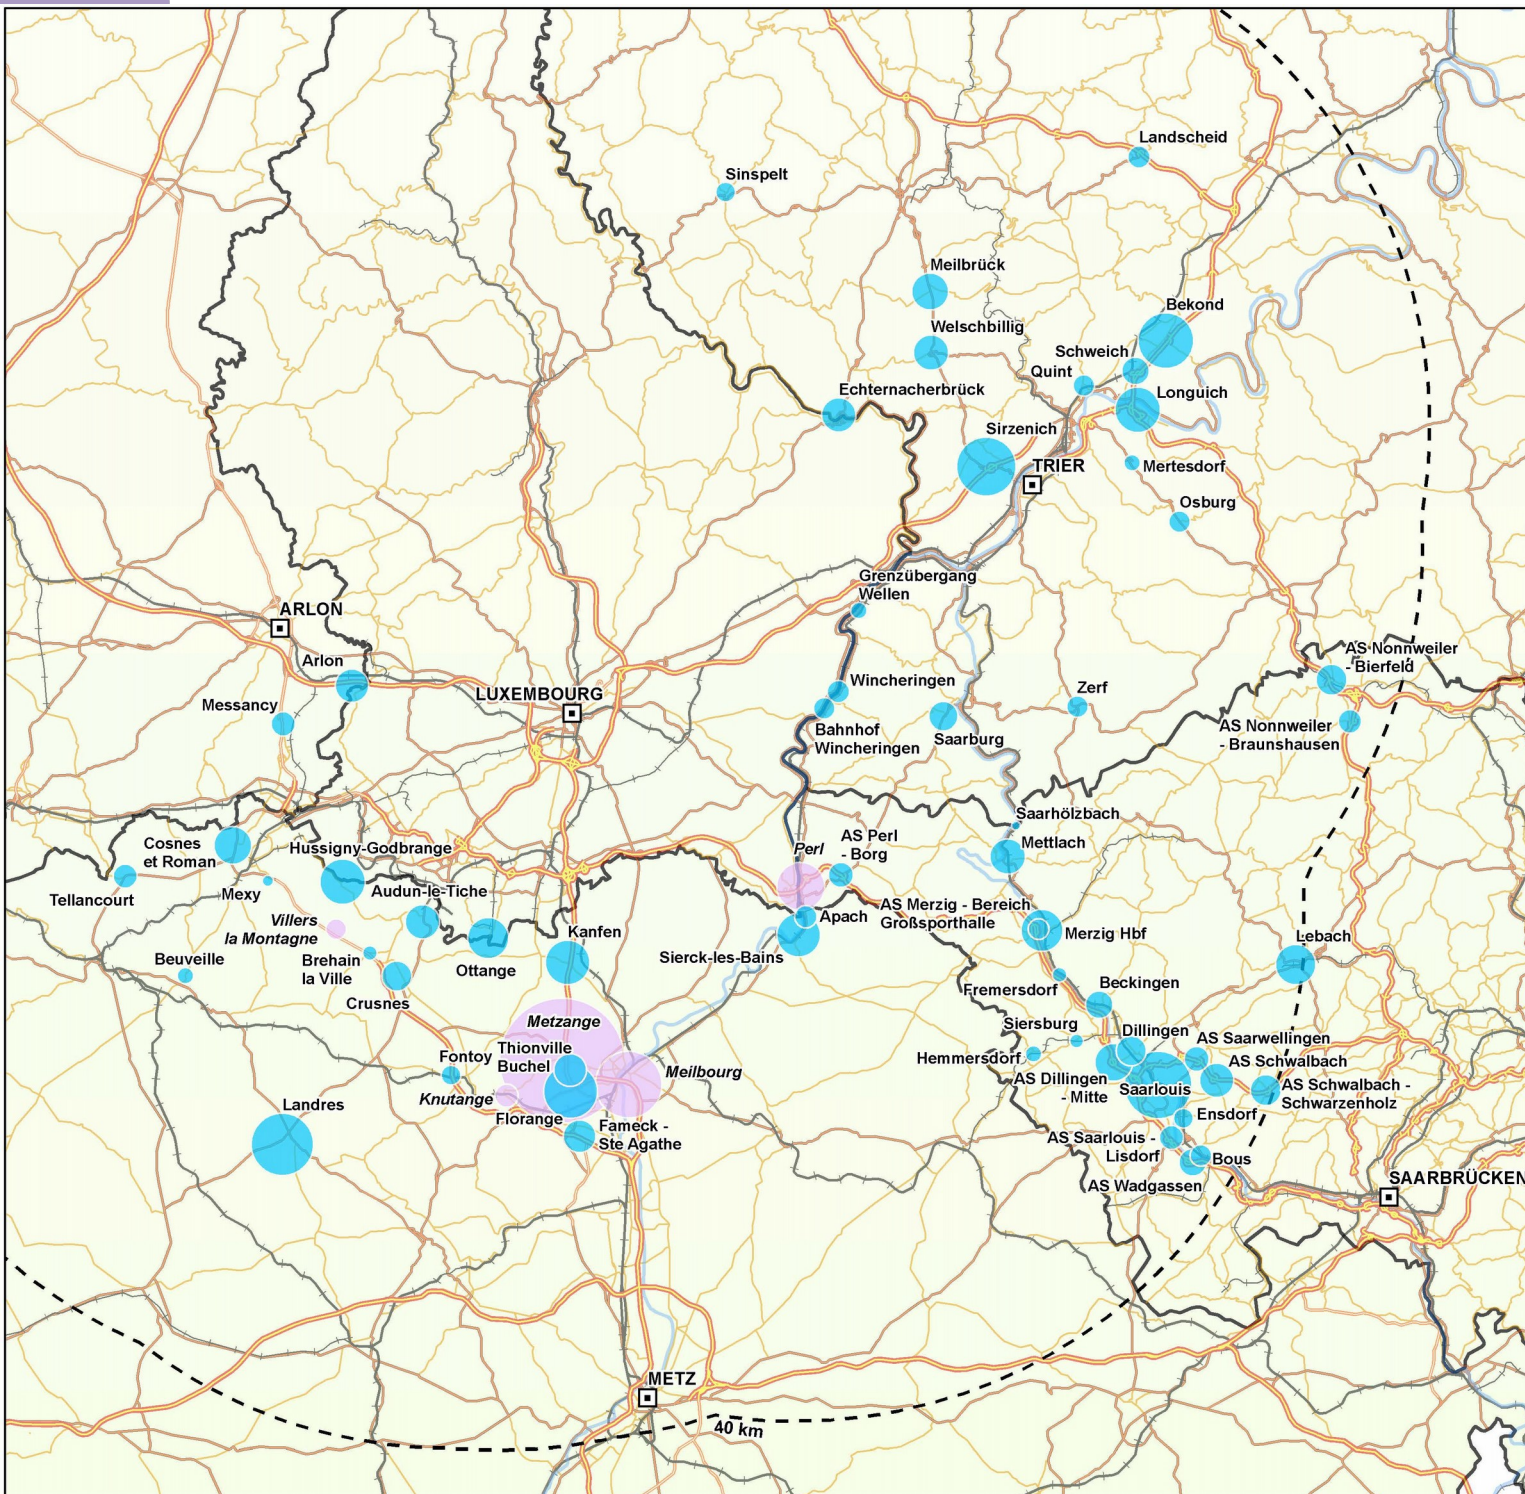 Landscheid
Sinspelt
Meilbrück
Bekond
Welschbillig
Schweich
Quint
Echternacherbrück
Longuich
Sirzenich
TRIER
Mertesdorf
Osburg
Grenzübergang
Wellen
ARLON
Arlon
AS Nonnweiler
- Bierfeld
LUXEMBOURG
Wincheringen
Zerf
Messancy
Bahnhof
Wincheringen
Saarburg
AS Nonnweiler
- Braunshausen
Saarhölzbach
Cosnes
et Roman
Hussigny-Godbrange
Perl
AS Perl
- Borg
Mettlach
Tellancourt
Mexy
Audun-le-Tiche
Villers
la Montagne
Apach
AS Merzig - Bereich
Großsporthalle
Merzig Hbf
Kanfen
Lebach
Beuveille
Brehain
la Ville
Ottange
Sierck-les-Bains
Crusnes
Fremersdorf
Beckingen
Metzange
Siersburg
Dillingen
AS Saarwellingen
Fontoy
Thionville
Buchel
Meilbourg
Hemmersdorf
AS Schwalbach
Knutange
AS Dillingen
- Mitte
Saarlouis
AS Schwalbach -
Schwarzenholz
Landres
Florange
Fameck -
Ste Agathe
Ensdorf
AS Saarlouis -
Lisdorf
Bous
AS Wadgassen
SAARBRÜCKEN
METZ
40 km